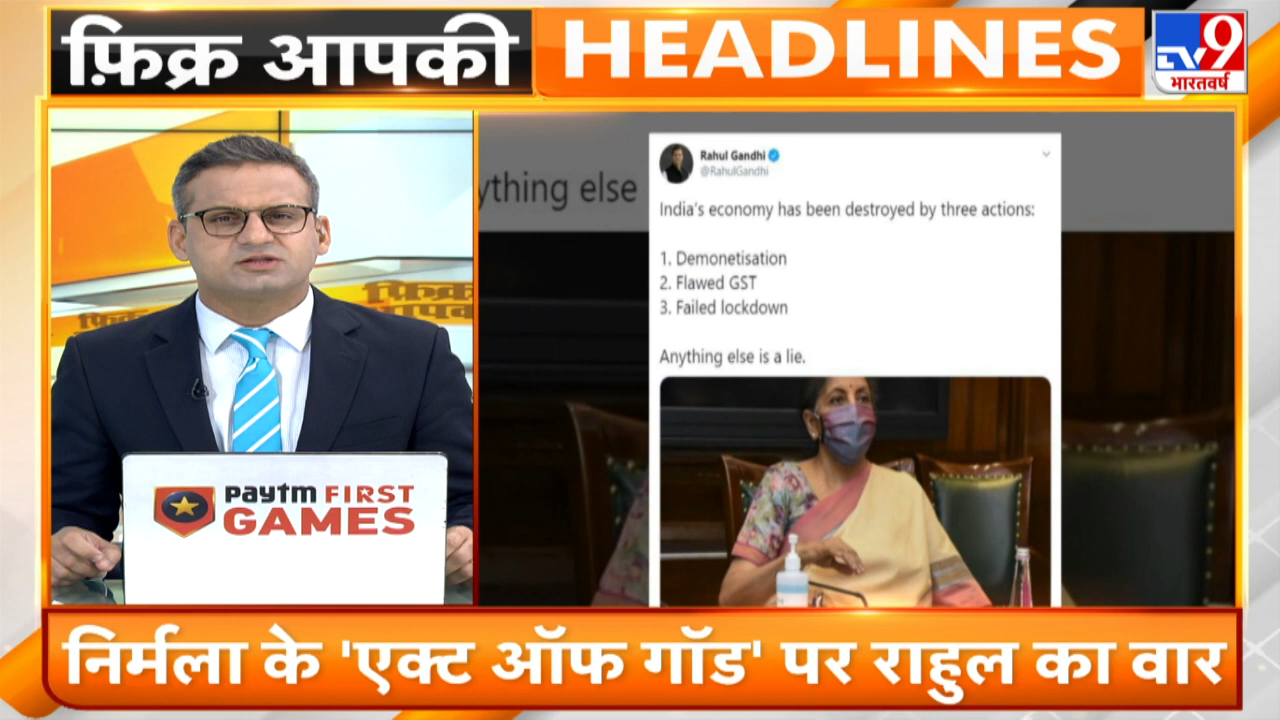 फ़िक्र आपकी
HEADLINES
TV9
भारतवर्ष
ything else
Rahul Gandhi
@RahulGandhi
India's economy has been destroyed by three actions:
1. Demonetisation
2. Flawed GST
3. Failed lockdown
Anything else is a lie.
फ़िक्र
आपकी
फ़िक्र
paytm FIRST
GAMES
निर्मला के 'एक्ट ऑफ गॉड' पर राहुल का वार